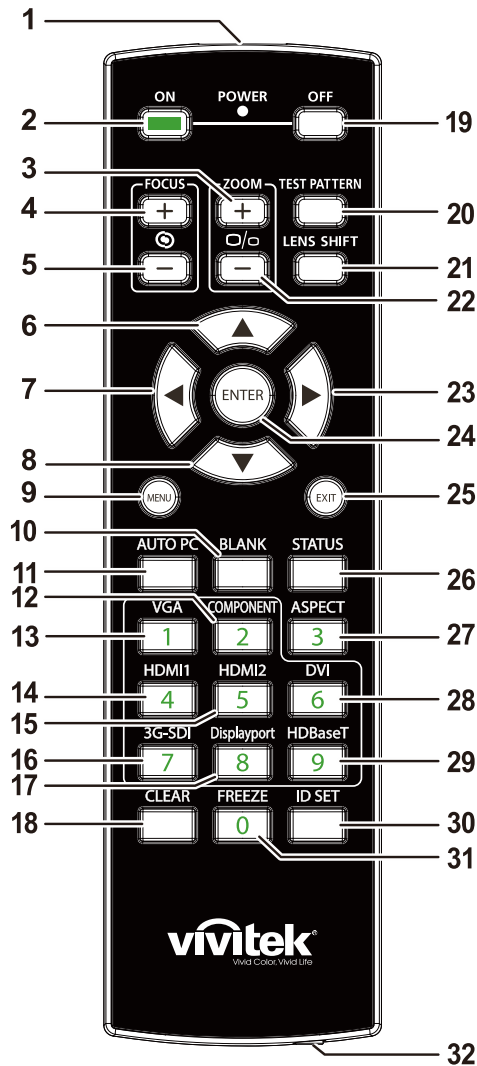 1
ON POWER OFF
2 19
3 FOCUS ZOOM TEST PATTERN
4 + + 20
5 − − LENS SHIFT 21
22
6
7 ENTER 23
24
8
9 MENU EXIT 25
10 AUTO PC BLANK STATUS
11 26
12 VGA COMPONENT ASPECT
13 1 2 3 27
HDMI1 HDMI2 DVI
14 4 5 6 28
15 3G-SDI Displayport HDBaseT
16 7 8 9 29
17 CLEAR FREEZE ID SET
18 0 30
31
vivitek®
Vivid Color, Vivid Life
32